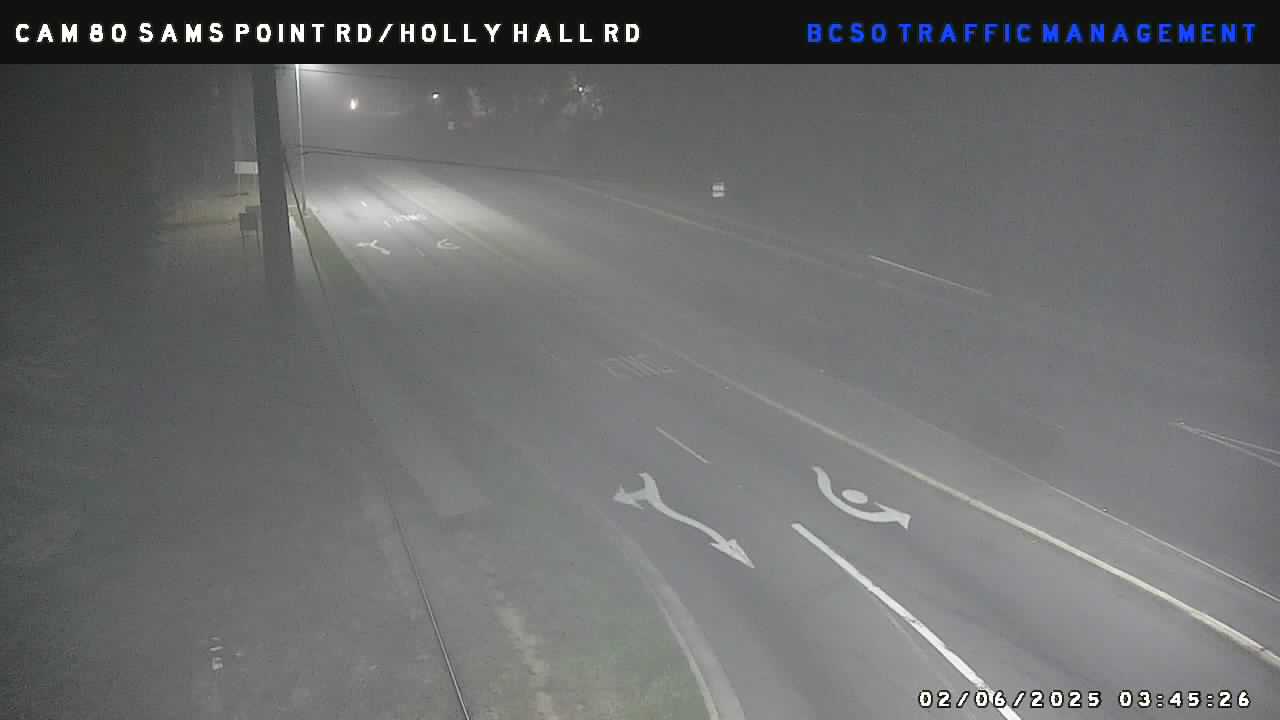 CAM 80 SAMS POINT RD/HOLLY HALL RD
BCSO TRAFFIC MANAGEMENT
02/06/2025 03:45:26